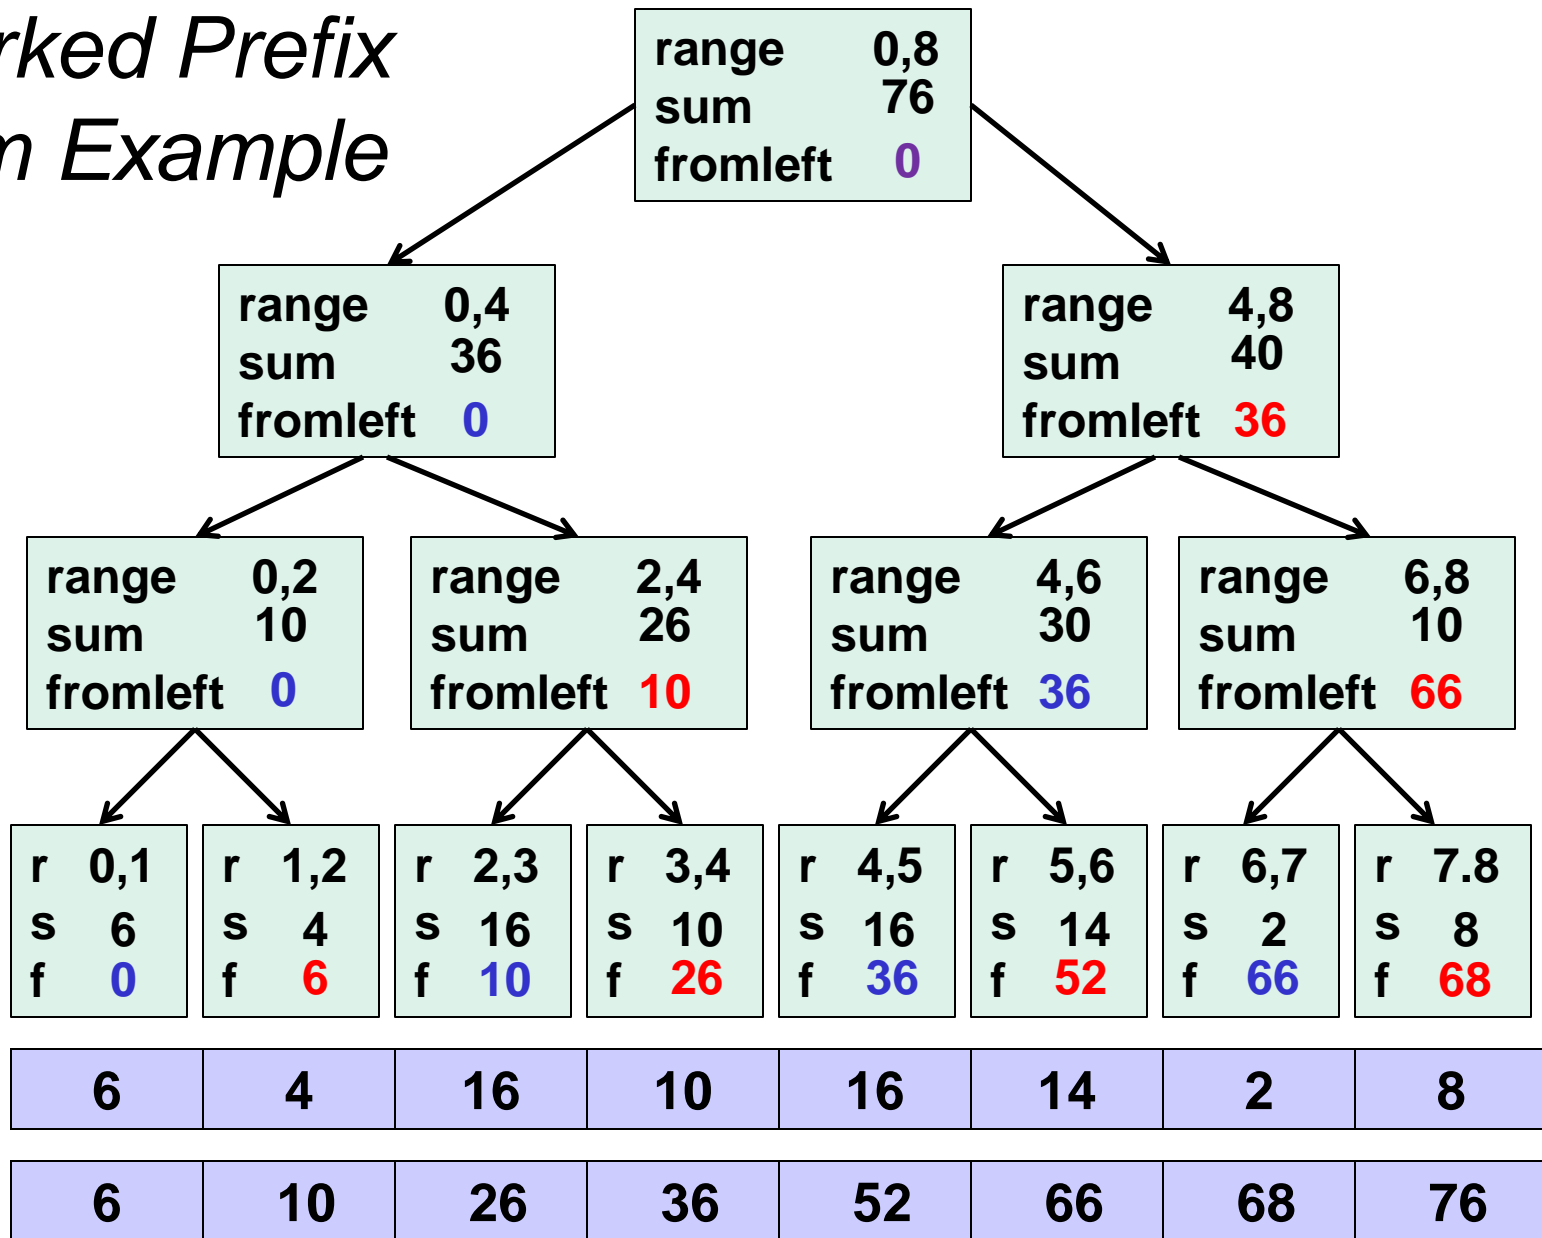 rked Prefix
m Example
range 0,8
sum 76
fromleft 0
range 0,4
sum 36
fromleft 0
range 4,8
sum 40
fromleft 36
range 0,2
sum 10
fromleft 0
range 2,4
sum 26
fromleft 10
range 4,6
sum 30
fromleft 36
range 6,8
sum 10
fromleft 66
r 0,1
s 6
f 0
r 1,2
s 4
f 6
r 2,3
s 16
f 10
r 3,4
s 10
f 26
r 4,5
s 16
f 36
r 5,6
s 14
f 52
r 6,7
s 2
f 66
r 7.8
s 8
f 68
6 4 16 10 16 14 2 8
6 10 26 36 52 66 68 76